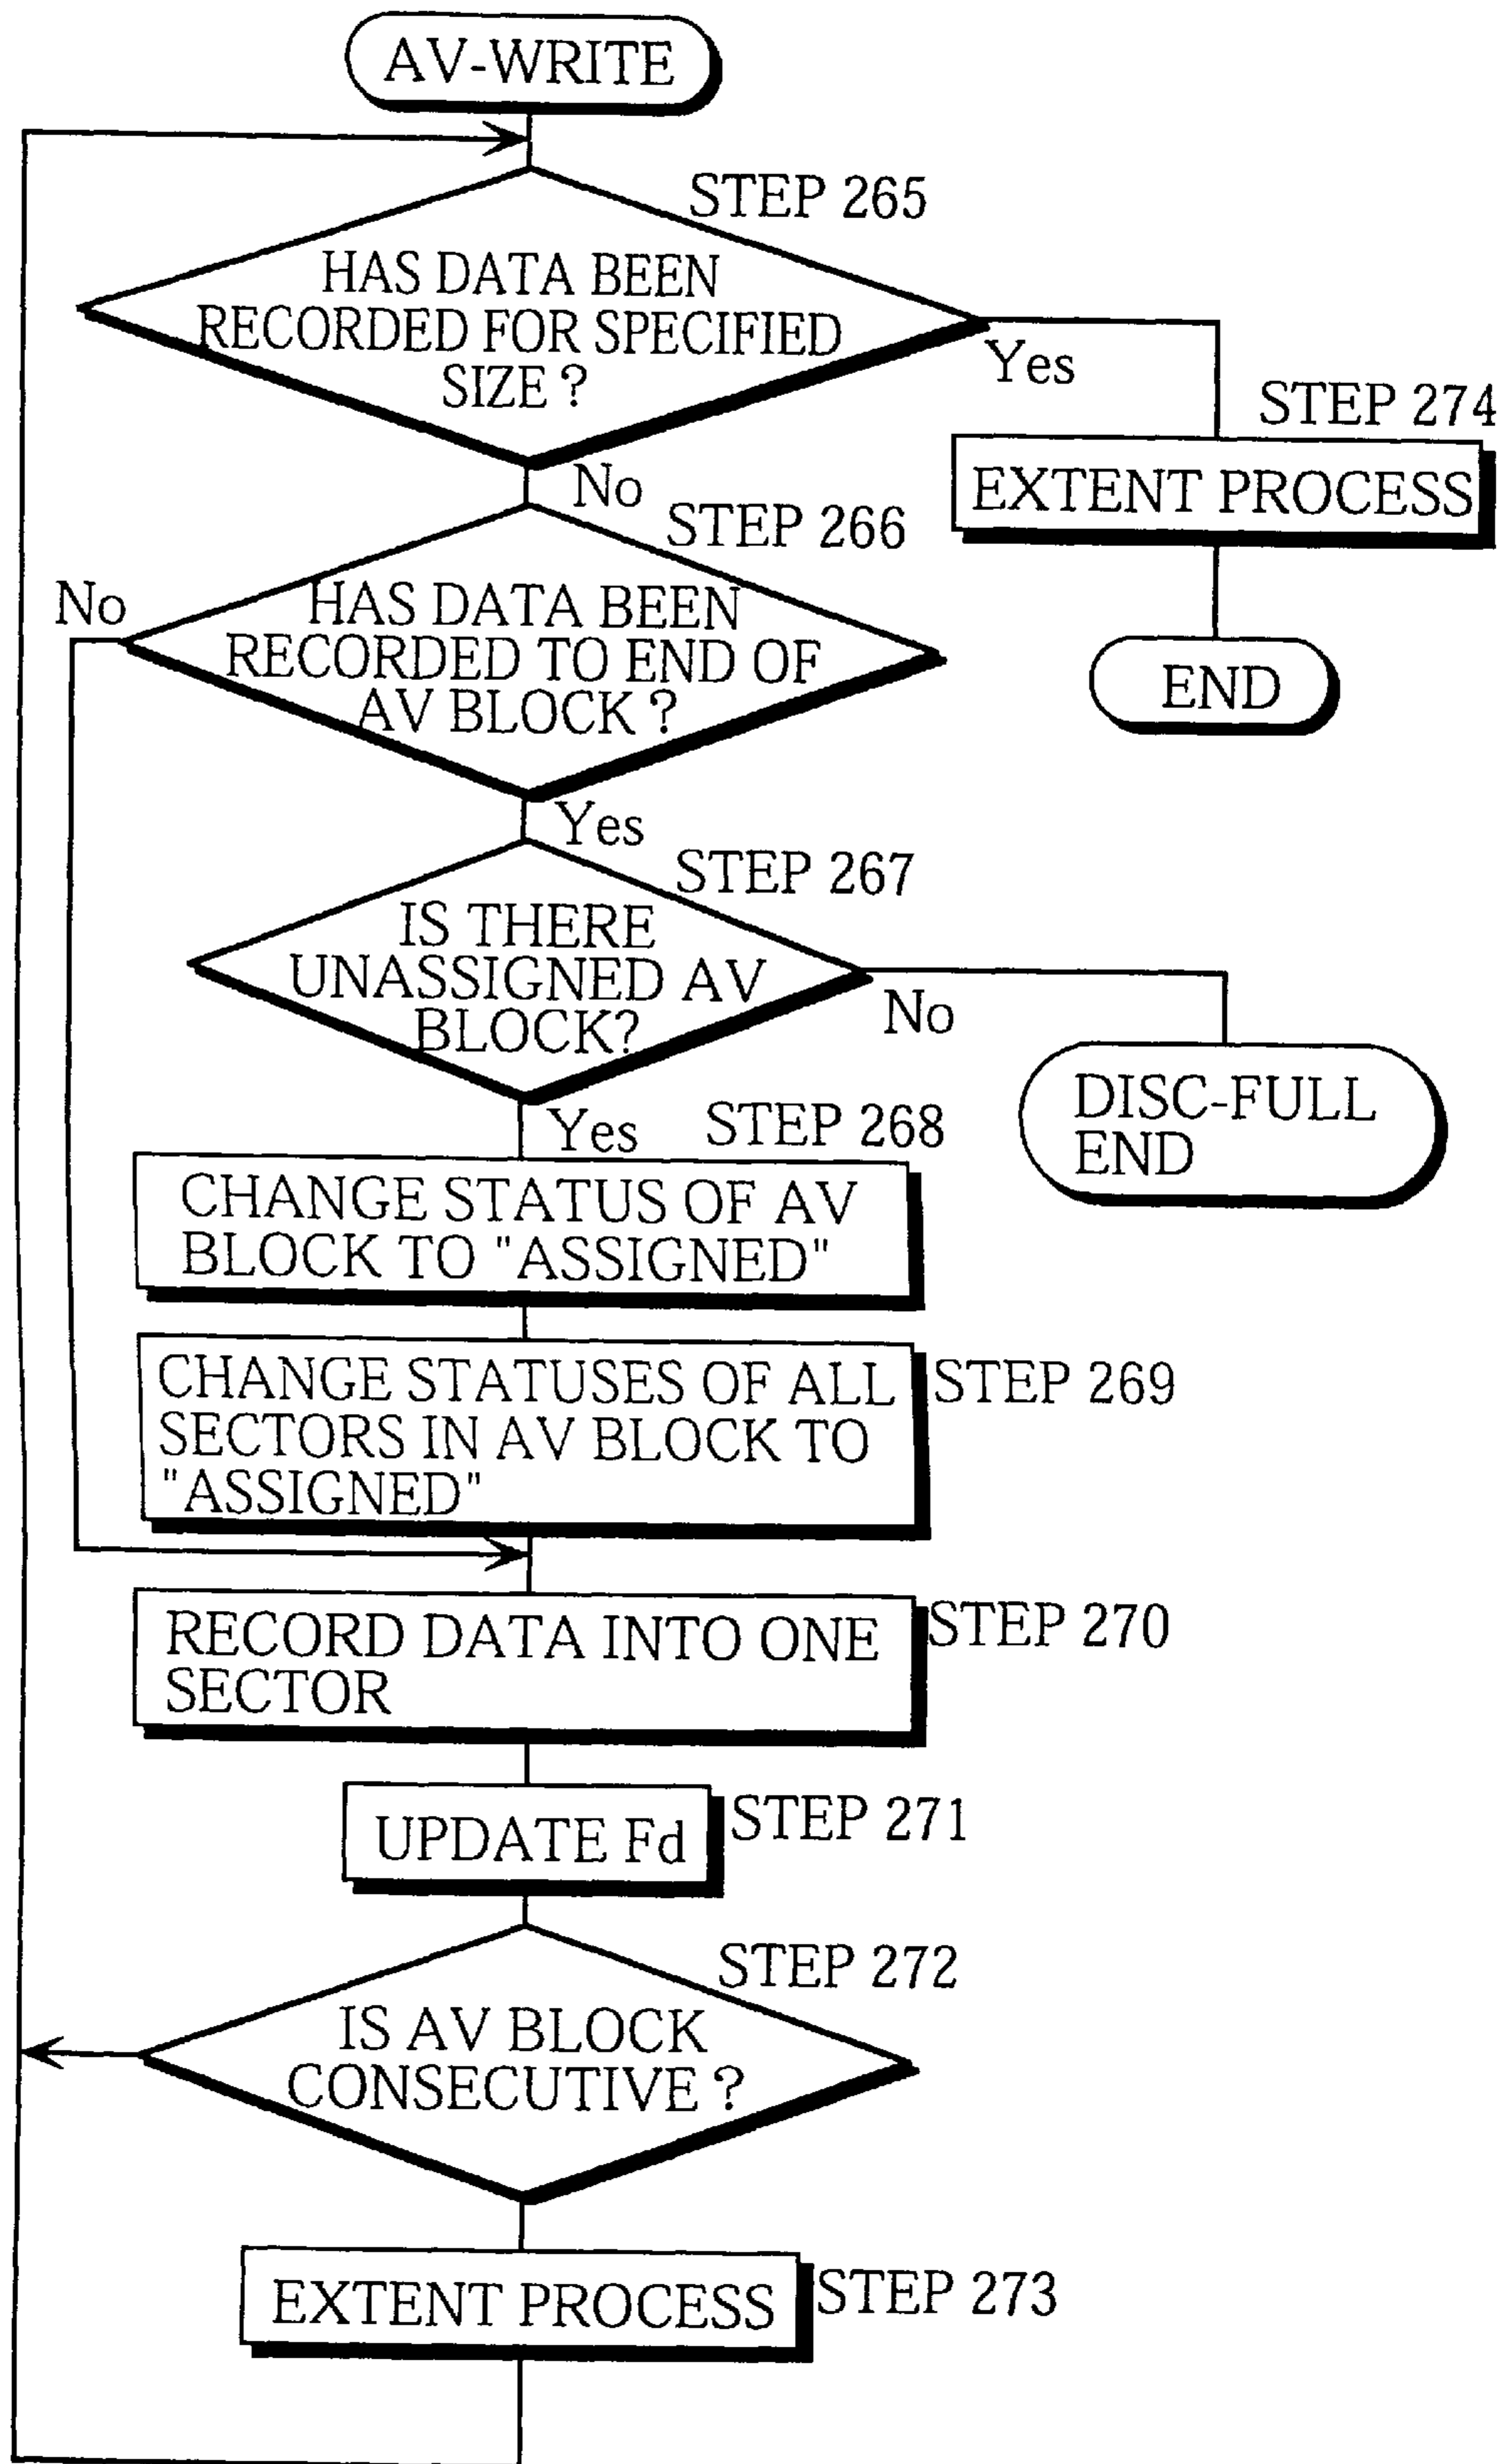 AV-WRITE
STEP 265
HAS DATA BEEN
RECORDED FOR SPECIFIED
SIZE ?
Yes
STEP 274
EXTENT PROCESS
END
No
STEP 266
No
HAS DATA BEEN
RECORDED TO END OF
AV BLOCK ?
Yes
STEP 267
IS THERE
UNASSIGNED AV
BLOCK?
No
DISC-FULL
END
Yes
STEP 268
CHANGE STATUS OF AV
BLOCK TO "ASSIGNED"
CHANGE STATUSES OF ALL
SECTORS IN AV BLOCK TO
"ASSIGNED"
STEP 269
RECORD DATA INTO ONE
SECTOR
STEP 270
UPDATE Fd
STEP 271
STEP 272
IS AV BLOCK
CONSECUTIVE ?
EXTENT PROCESS
STEP 273